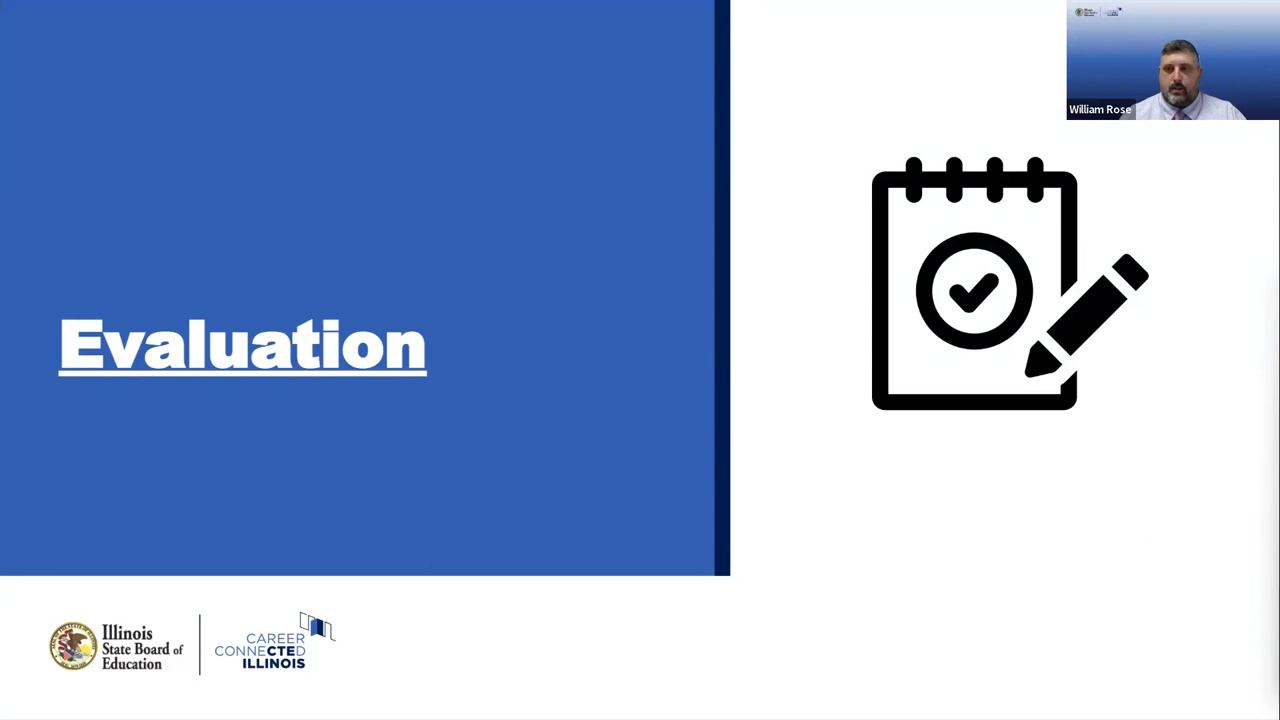 William Rose
Evaluation
Illinois
State Board of
Education
CAREER
CONNECTED
ILLINOIS